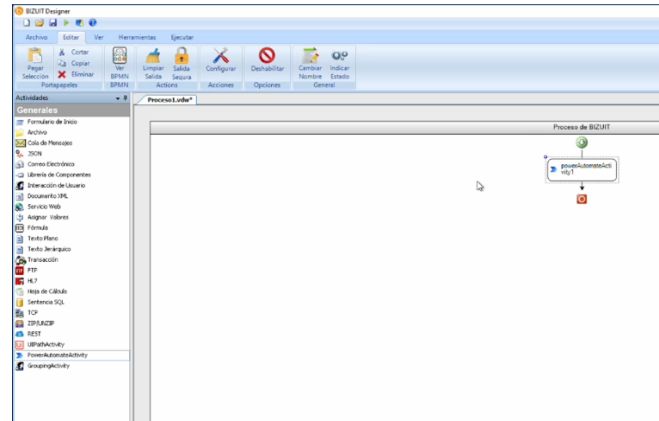 BIZUIT Designer
Archivo Editar Ver Herramientas Ejecutar
Pegar Selección
Cortar
Copiar
Eliminar
Portapapeles
Ver BPMN
BPMN
Limpiar Salida
Salida Segura
Actions
Configurar
Acciones
Deshabilitar
Opciones
Cambiar Nombre
Indicar Estado
General
Actividades
Proceso1.vdw*
Generales
Formulario de Inicio
Archivo
Cola de Mensajes
JSON
Correo Electrónico
Librería de Componentes
Interacción de Usuario
Documento XML
Servicio Web
Asignar Valores
Fórmula
Texto Plano
Texto Jerárquico
Transacción
FTP
HL7
Hoja de Cálculo
Sentencia SQL
TCP
ZIP/UNZIP
REST
UIPathActivity
PowerAutomateActivity
GroupingActivity
Proceso de BIZUIT
powerAutomateActi
vity1